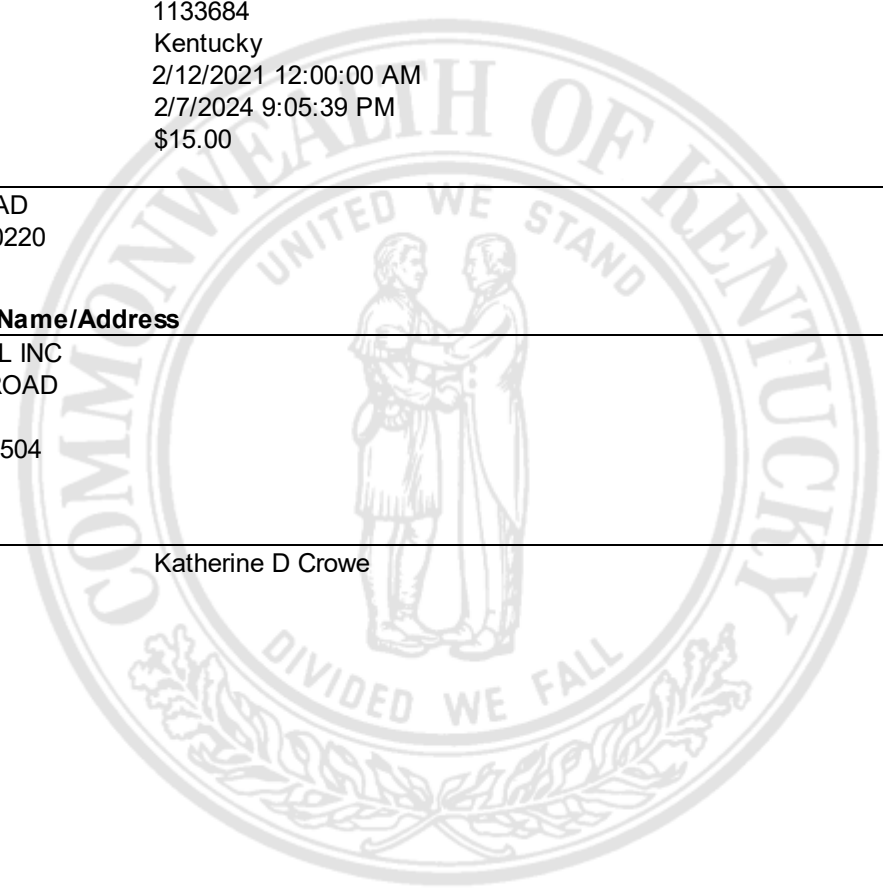 1133684
Kentucky
2/12/2021 12:00:00 AM
2/7/2024 9:05:39 PM
$15.00
AD
0220
Name/Address
L INC
ROAD
504
Katherine D Crowe
COMMONWEALTH OF KENTUCKY
UNITED WE STAND
DIVIDED WE FALL